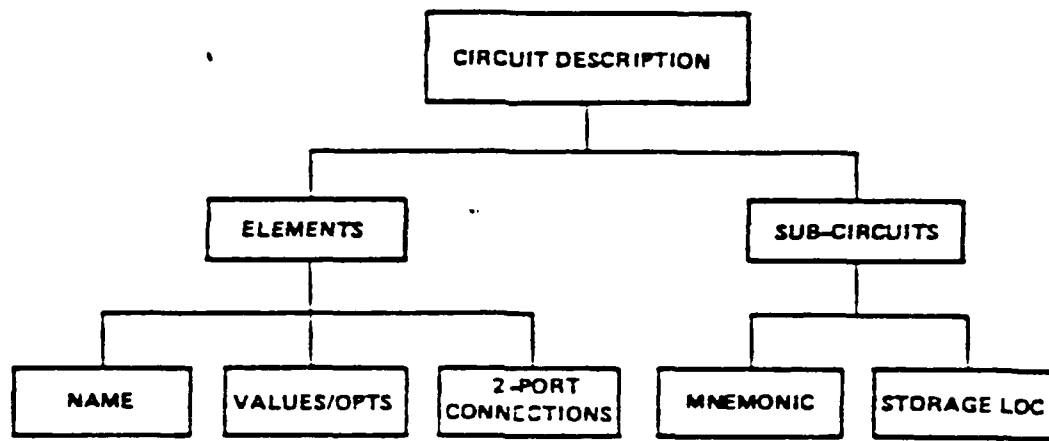 CIRCUIT DESCRIPTION
ELEMENTS
SUB-CIRCUITS
NAME
VALUES/OPTS
2-PORT
CONNECTIONS
MNEMONIC
STORAGE LOC